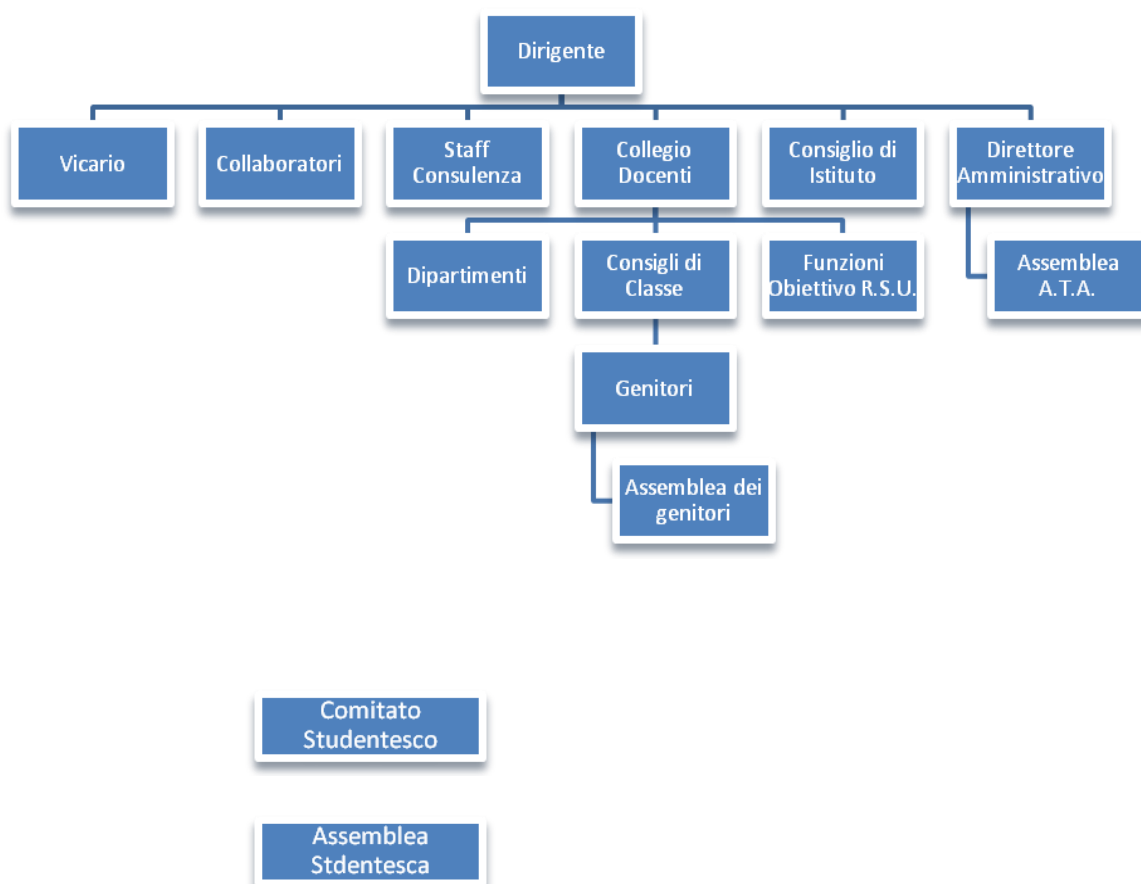 Dirigente
Vicario
Collaboratori
Staff
Consulenza
Collegio
Docenti
Consiglio di
Istituto
Direttore
Amministrativo
Dipartimenti
Consigli di
Classe
Funzioni
Obiettivo R.S.U.
Assemblea
A.T.A.
Genitori
Assemblea dei
genitori
Comitato
Studentesco
Assemblea
Stdentesca